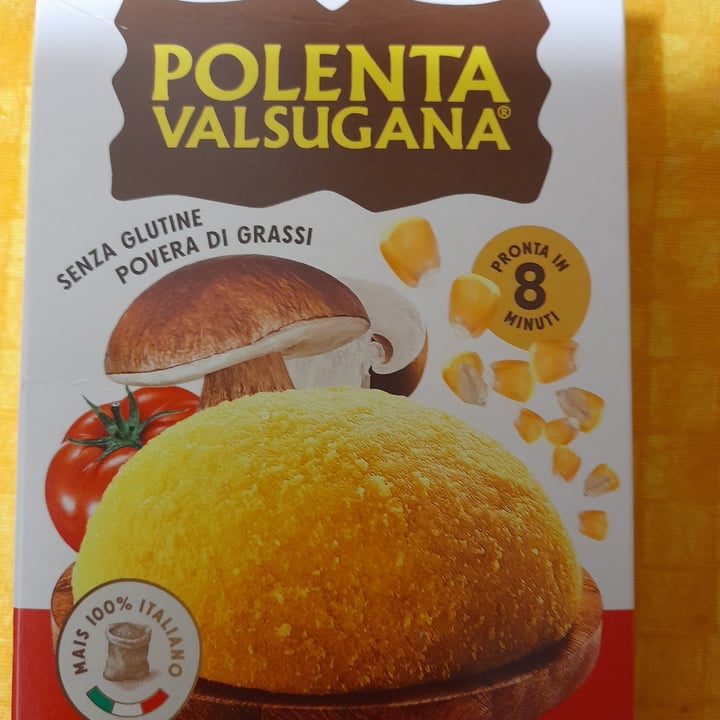 POLENTA
VALSUGANA®
SENZA GLUTINE
POVERA DI GRASSI
PRONTA IN
8
MINUTI
MAIS 100% ITALIANO